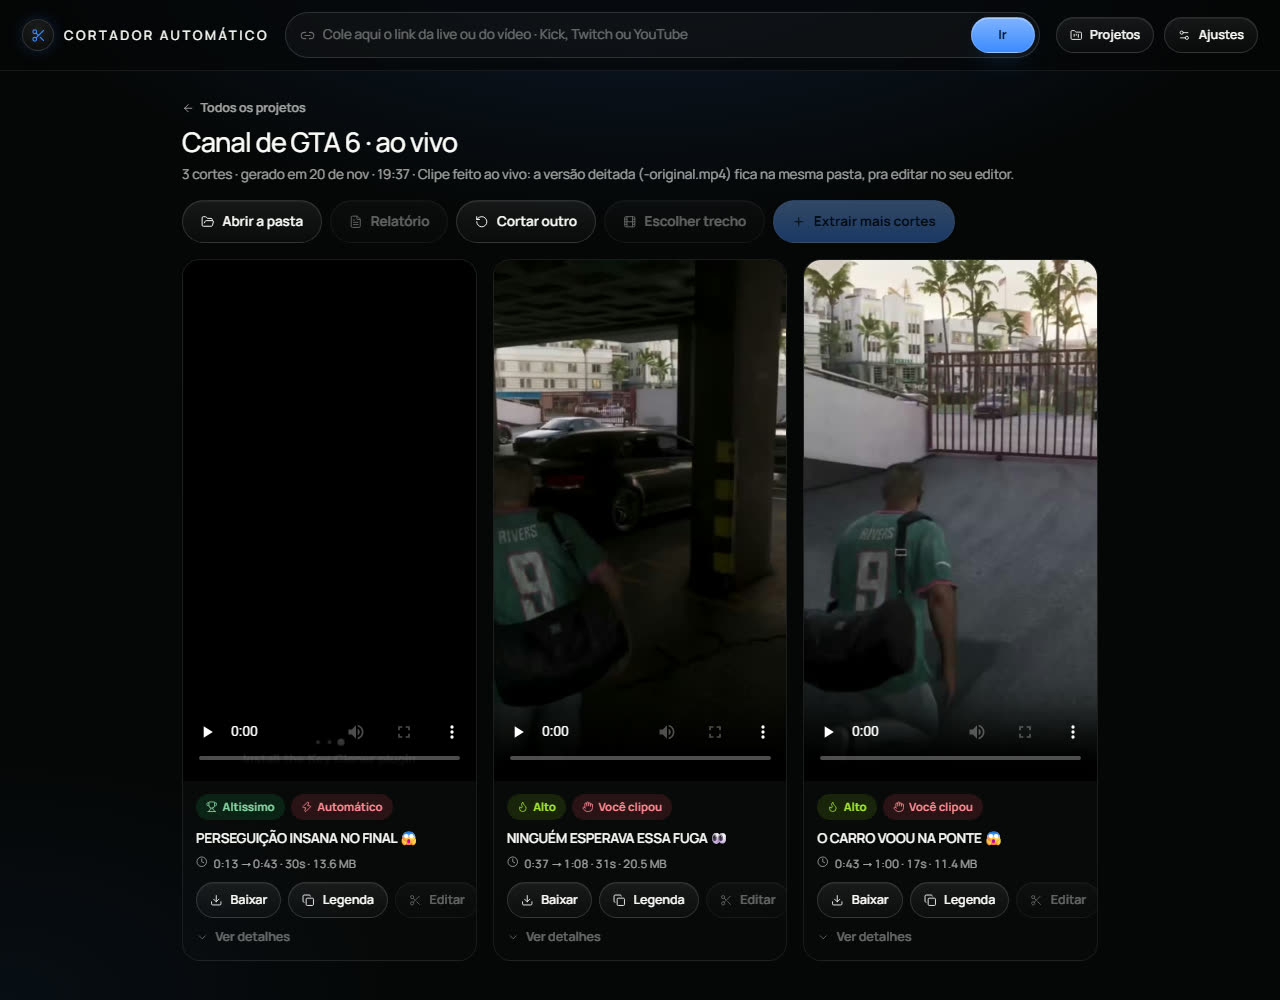 CORTADOR AUTOMÁTICO
Cole aqui o link da live ou do vídeo · Kick, Twitch ou YouTube
Ir
Projetos
Ajustes
Todos os projetos
Canal de GTA 6 · ao vivo
3 cortes · gerado em 20 de nov · 19:37 · Clipe feito ao vivo: a versão deitada (-original.mp4) fica na mesma pasta, pra editar no seu editor.
Abrir a pasta
Relatório
Cortar outro
Escolher trecho
+ Extrair mais cortes
RIVERS
9
RIVERS
9
0:00
0:00
0:00
Altíssimo
Automático
Alto
Você clipou
Alto
Você clipou
PERSEGUIÇÃO INSANA NO FINAL 😱
NINGUÉM ESPERAVA ESSA FUGA 👀
O CARRO VOOU NA PONTE 😱
0:13 → 0:43 · 30s · 13.6 MB
0:37 → 1:08 · 31s · 20.5 MB
0:43 → 1:00 · 17s · 11.4 MB
Baixar
Legenda
Editar
Baixar
Legenda
Editar
Baixar
Legenda
Editar
Ver detalhes
Ver detalhes
Ver detalhes